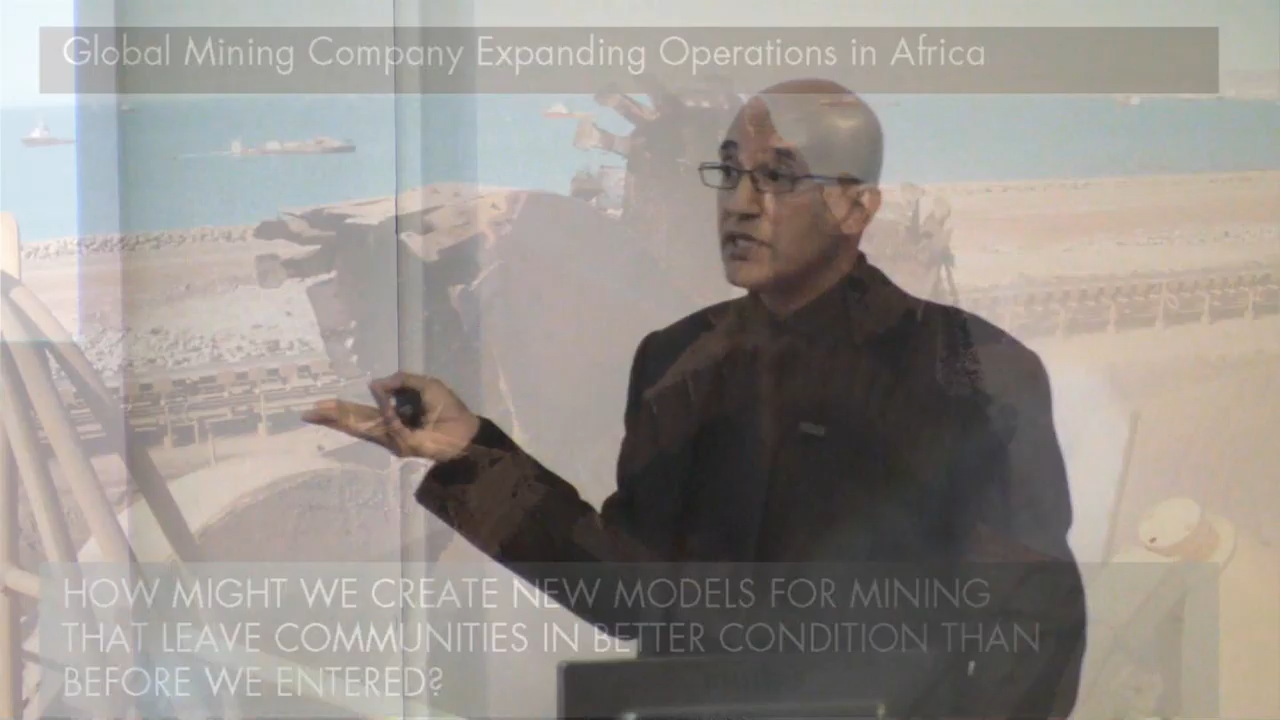 Global Mining Company Expanding Operations in Africa
HOW MIGHT WE CREATE NEW MODELS FOR MINING
THAT LEAVE COMMUNITIES IN BETTER CONDITION THAN
BEFORE WE ENTERED?